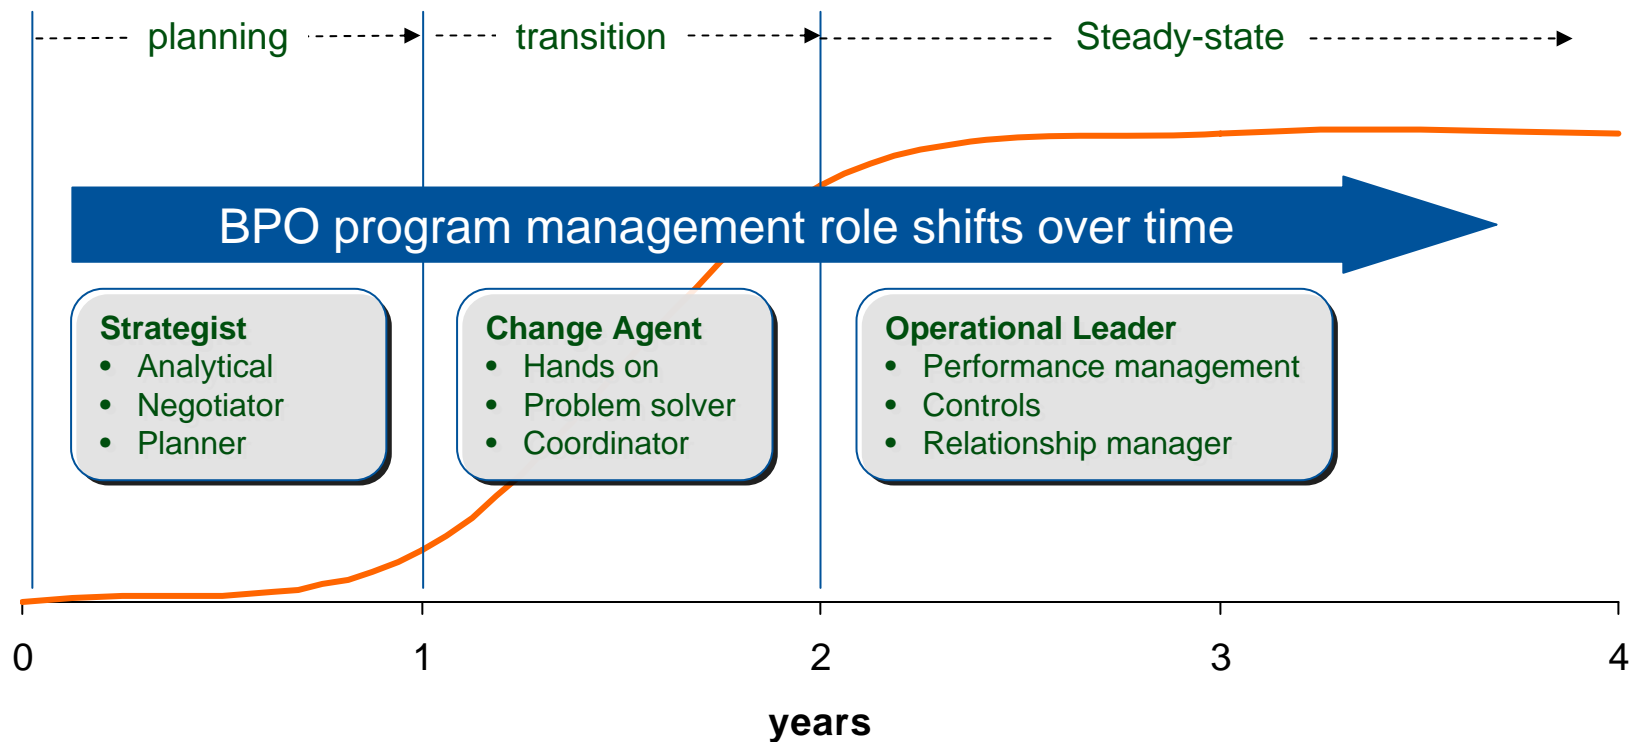 planning
transition
Steady-state
BPO program management role shifts over time
Strategist
• Analytical
• Negotiator
• Planner
Change Agent
• Hands on
• Problem solver
• Coordinator
Operational Leader
• Performance management
• Controls
• Relationship manager
0
1
2
3
4
years